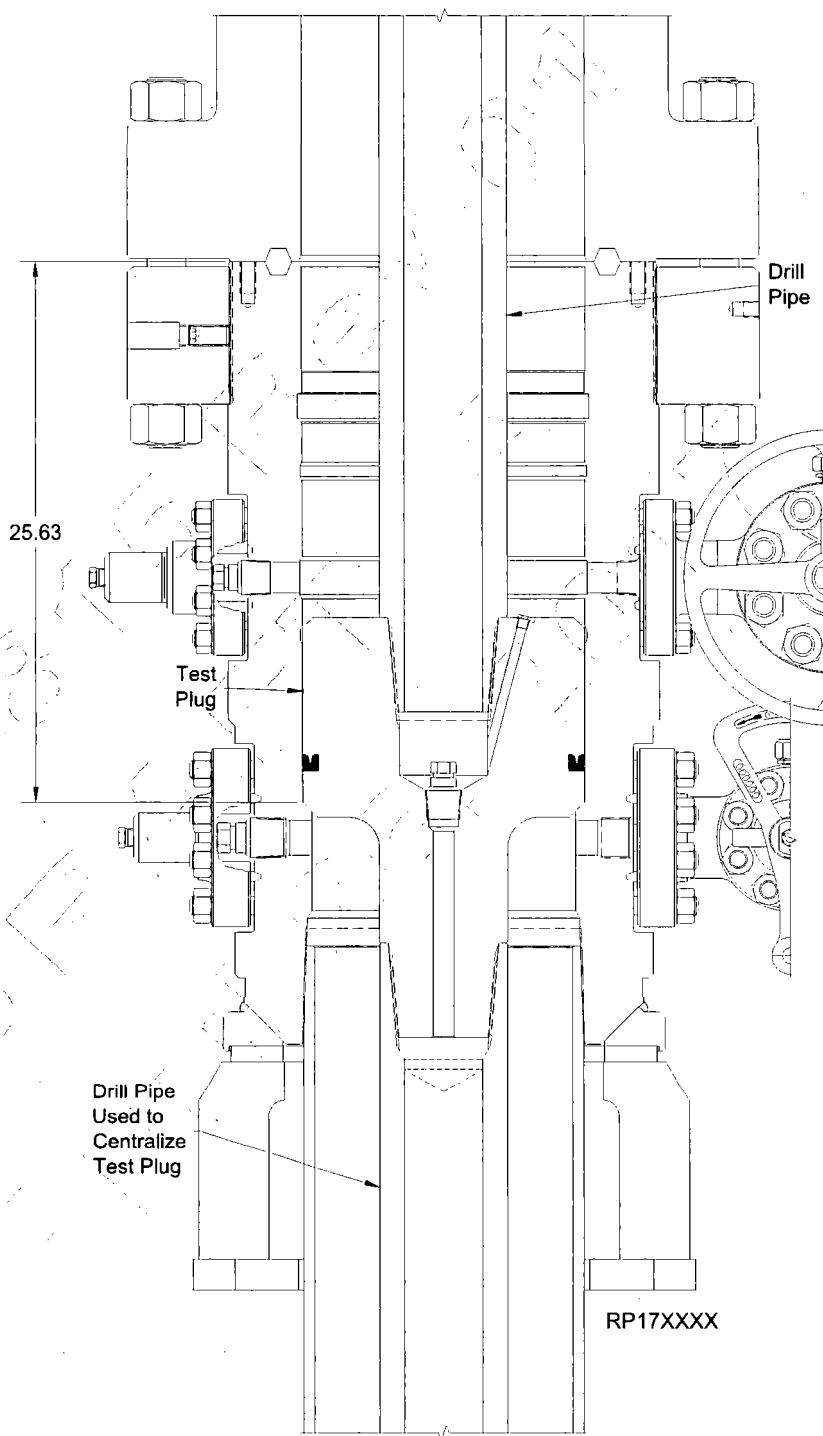 Drill
Pipe
25.63
Test
Plug
Drill Pipe
Used to
Centralize
Test Plug
RP17XXXX